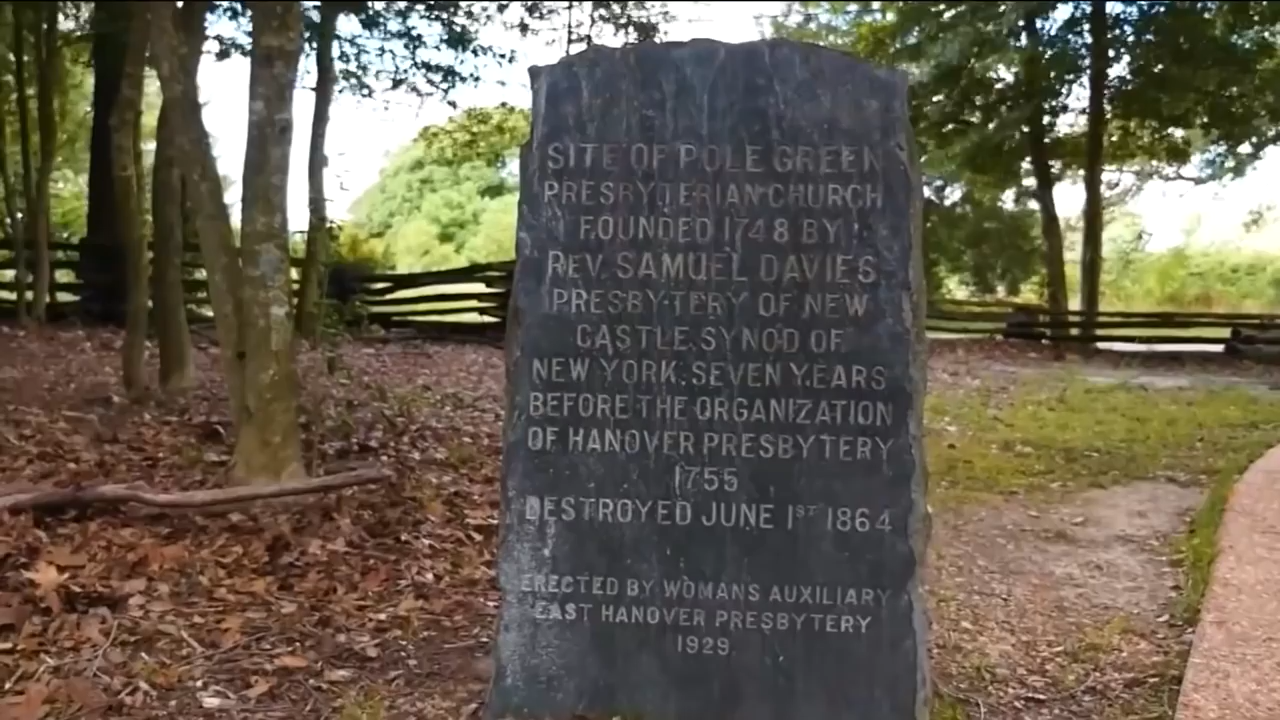 SITE OF POLE GREEN
PRESBYTERIAN CHURCH
FOUNDED 1748 BY
REV. SAMUEL DAVIES
PRESBYTERY OF NEW
CASTLE SYNOD OF
NEW YORK. SEVEN YEARS
BEFORE THE ORGANIZATION
OF HANOVER PRESBYTERY
1755
DESTROYED JUNE 1ST 1864
ERECTED BY WOMANS AUXILIARY
EAST HANOVER PRESBYTERY
1929